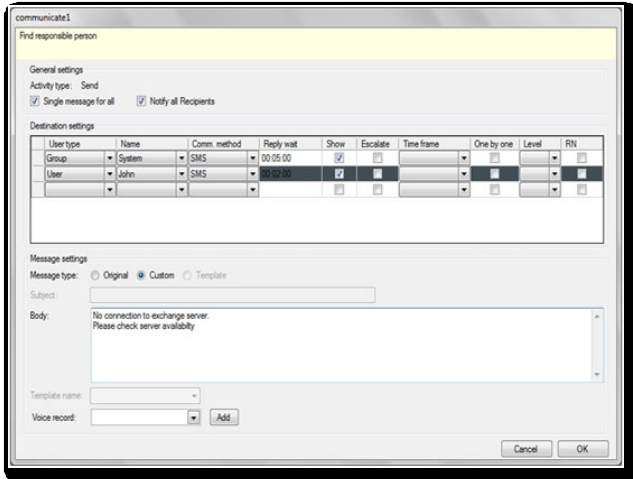 communicate1
Find responsible person
General settings
Activity type: Send
Single message for all Notify all Recipients
Destination settings
User type Name Comm. method Reply wait Show Escalate Time frame One by one Level RN
Group System SMS 00:05:00
User John SMS 00:02:00
Message settings
Message type: Original Custom Template
Subject:
Body: No connection to exchange server.
Please check server availabilty
Template name:
Voice record: Add
Cancel OK